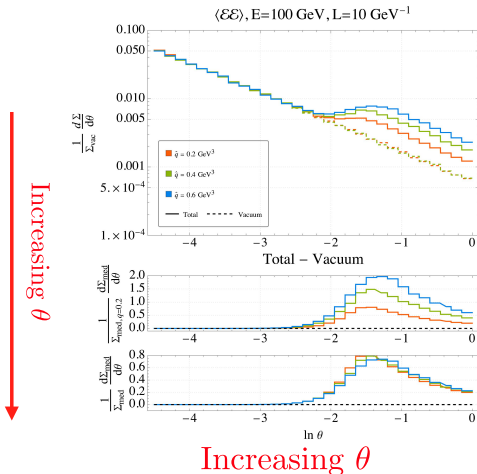 ⟨ℰℰ⟩, E=100 GeV, L=10 GeV⁻¹
0.100
0.050
0.010
0.005
0.001
5.×10⁻⁴
1.×10⁻⁴
1/Σvac dΣ/dθ
q̂ = 0.2 GeV³
q̂ = 0.4 GeV³
q̂ = 0.6 GeV³
Total Vacuum
−4 −3 −2 −1 0
Total − Vacuum
2.0
1.5
1.0
0.5
0.0
1/Σmed, q=0.2 dΣmed/dθ
−4 −3 −2 −1 0
0.8
0.6
0.4
0.2
0.0
1/Σmed dΣmed/dθ
−4 −3 −2 −1 0
ln θ
Increasing θ
Increasing θ